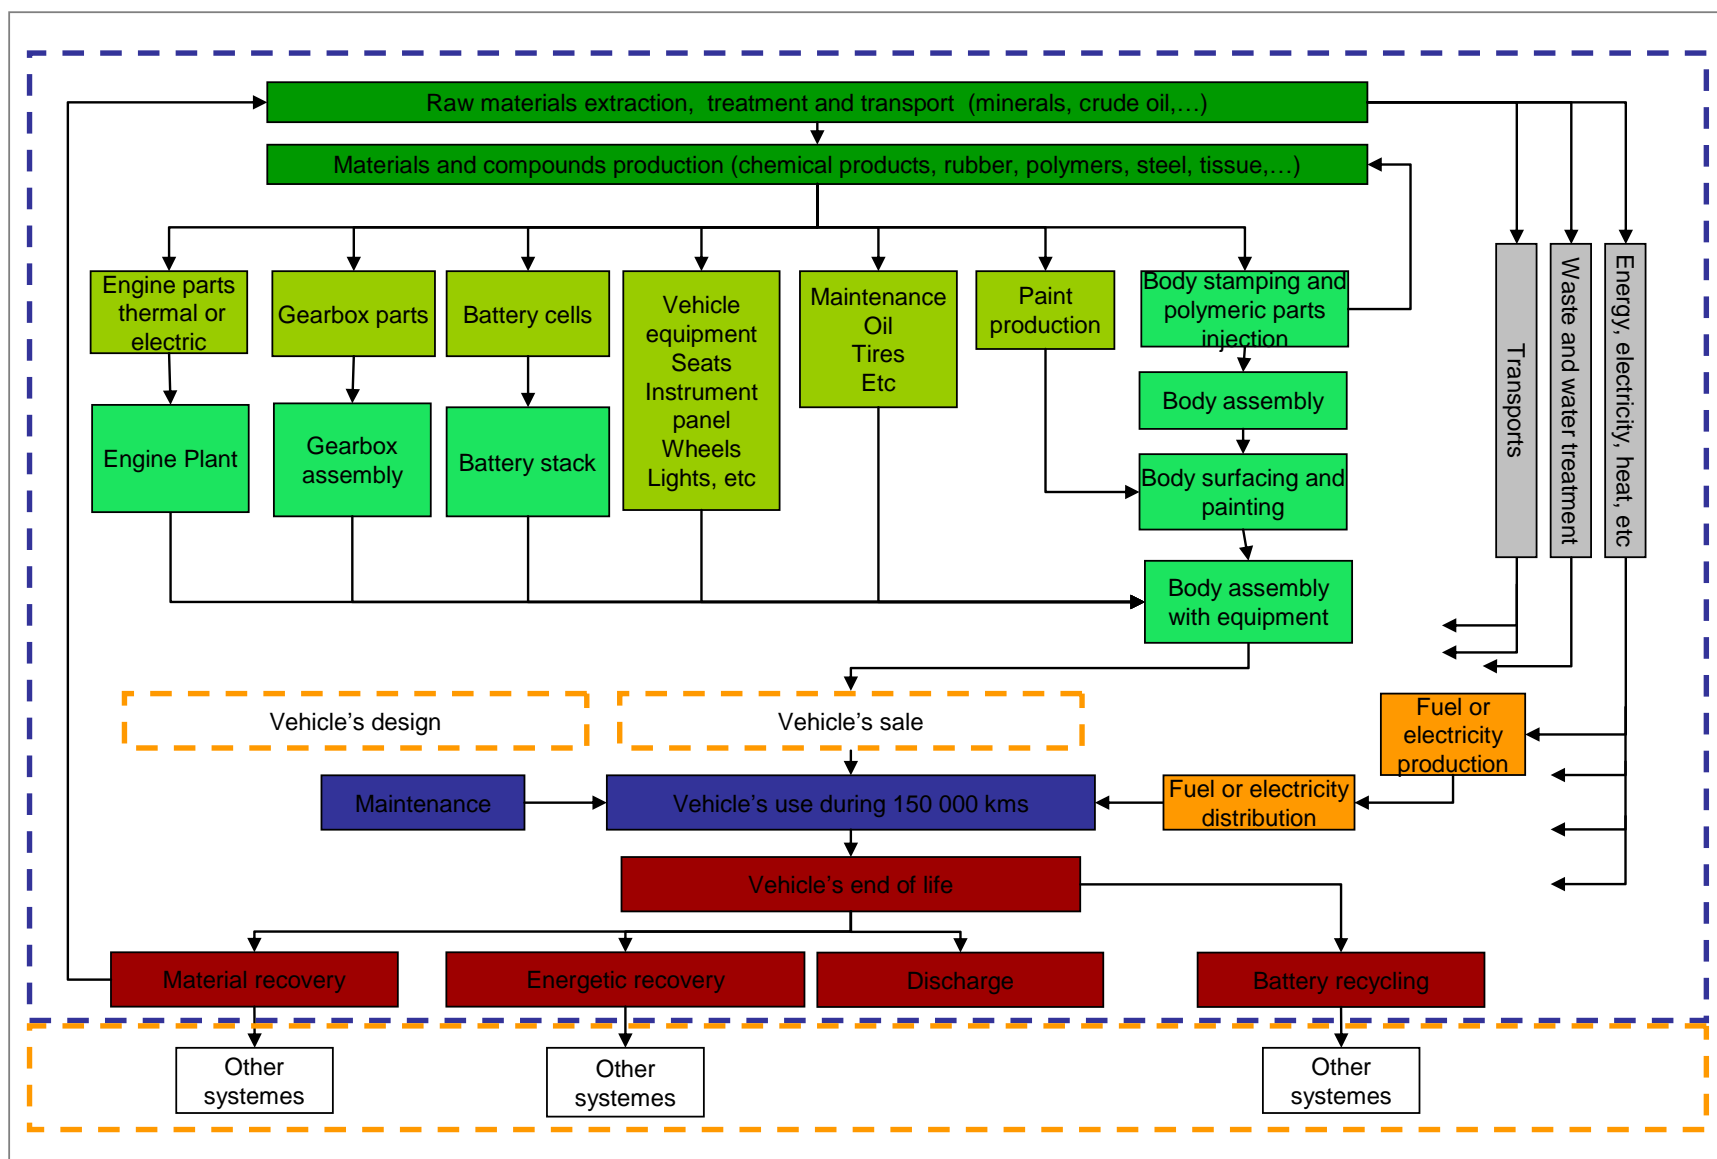 Raw materials extraction, treatment and transport (minerals, crude oil,…)
Materials and compounds production (chemical products, rubber, polymers, steel, tissue,…)
Engine parts
thermal or
electric
Gearbox parts
Battery cells
Vehicle
equipment
Seats
Instrument
panel
Wheels
Lights, etc
Maintenance
Oil
Tires
Etc
Paint
production
Body stamping and
polymeric parts
injection
Transports
Waste and water treatment
Energy, electricity, heat, etc
Body assembly
Engine Plant
Gearbox
assembly
Battery stack
Body surfacing and
painting
Body assembly
with equipment
Vehicle’s design
Vehicle’s sale
Fuel or
electricity
production
Maintenance
Vehicle’s use during 150 000 kms
Fuel or electricity
distribution
Vehicle’s end of life
Material recovery
Energetic recovery
Discharge
Battery recycling
Other
systemes
Other
systemes
Other
systemes